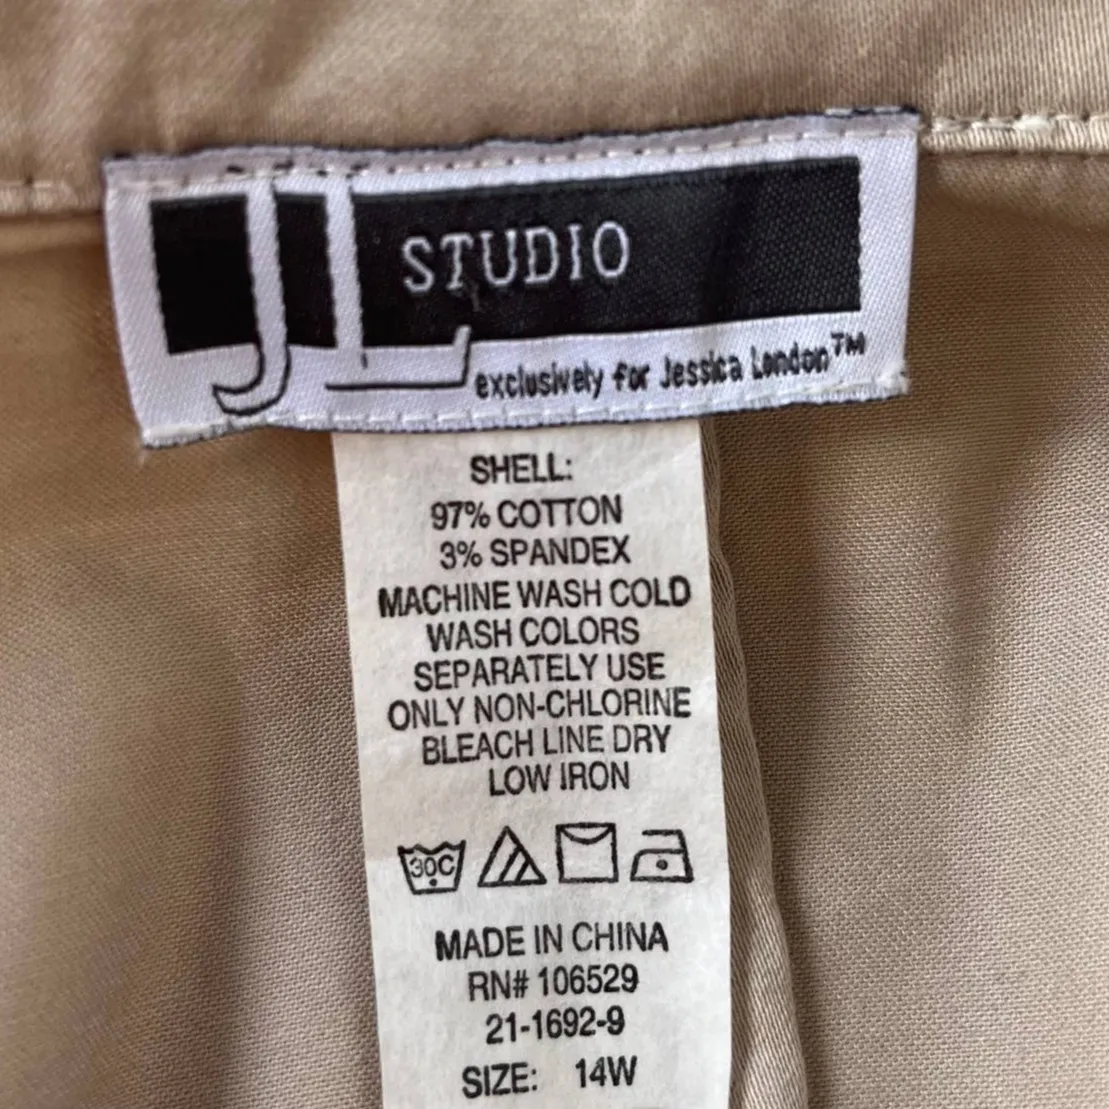 JL STUDIO
exclusively for Jessica London™
SHELL:
97% COTTON
3% SPANDEX
MACHINE WASH COLD
WASH COLORS
SEPARATELY USE
ONLY NON-CHLORINE
BLEACH LINE DRY
LOW IRON
30C
MADE IN CHINA
RN# 106529
21-1692-9
SIZE: 14W